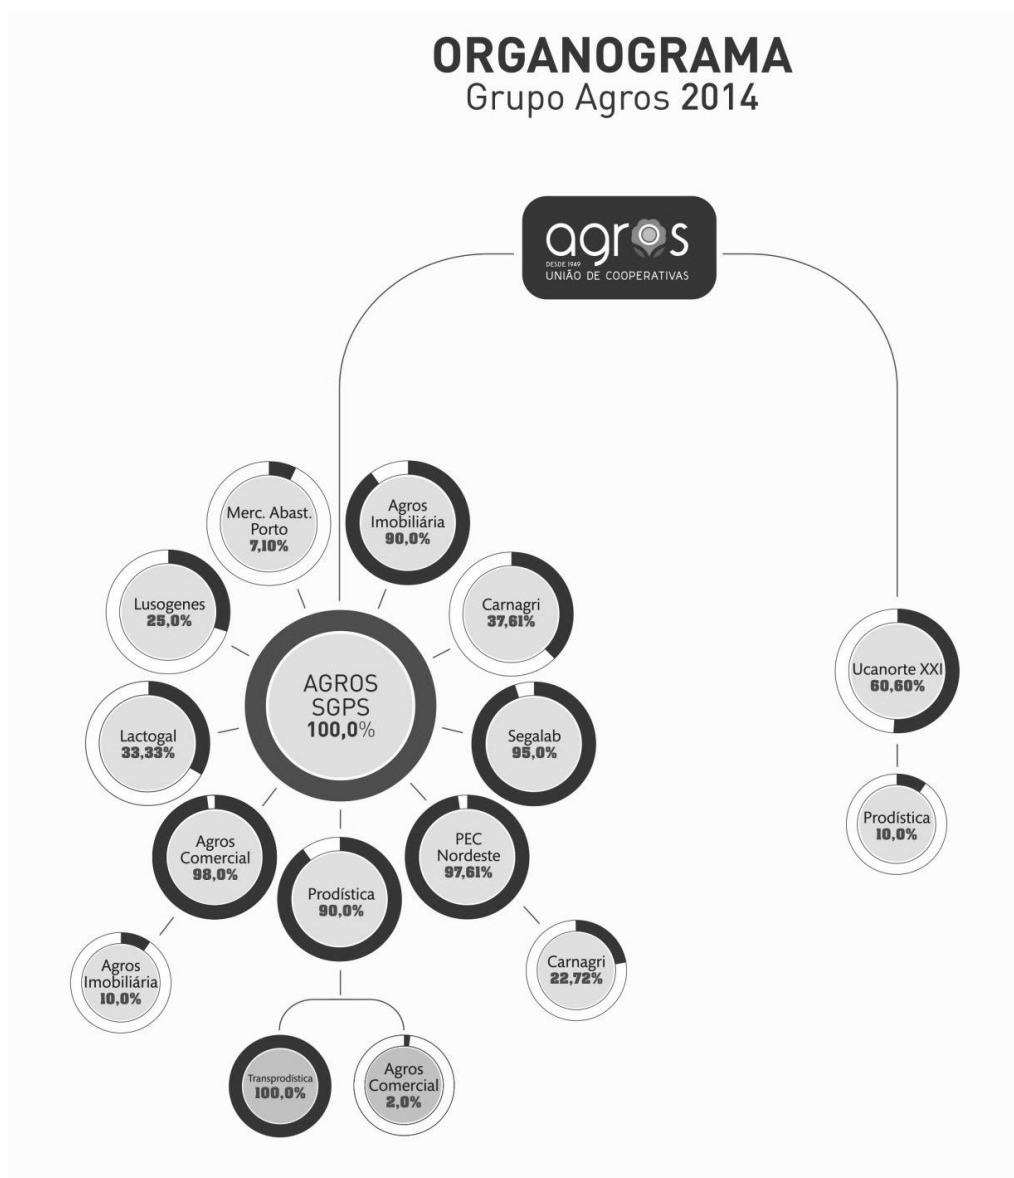 ORGANOGRAMA
Grupo Agros 2014
agros
DESDE 1949
UNIÃO DE COOPERATIVAS
Merc. Abast.
Porto
7,10%
Agros
Imobiliária
90,0%
Lusogenes
25,0%
Carnagri
37,61%
AGROS
SGPS
100,0%
Ucanorte XXI
60,60%
Lactogal
33,33%
Segalab
95,0%
Agros
Comercial
98,0%
Prodística
90,0%
PEC
Nordeste
97,61%
Prodística
10,0%
Agros
Imobiliária
10,0%
Carnagri
22,72%
Transprodística
100,0%
Agros
Comercial
2,0%